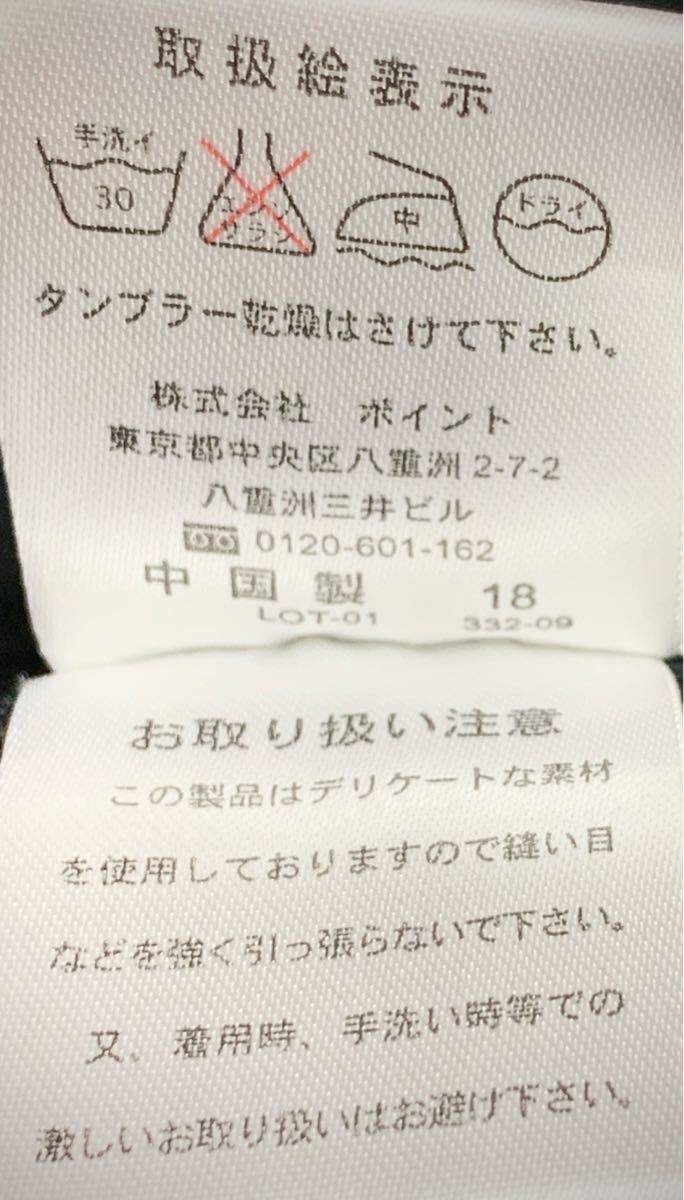 取扱絵表示
手洗イ
30
エンソ
サラシ
中
ドライ
タンブラー乾燥はさけて下さい。
株式会社 ポイント
東京都中央区八重洲2-7-2
八重洲三井ビル
0120-601-162
中国製 18
LOT-01 332-09
お取り扱い注意
この製品はデリケートな素材
を使用しておりますので縫い目
などを強く引っ張らないで下さい。
又、着用時、手洗い時等での
激しいお取り扱いはお避け下さい。